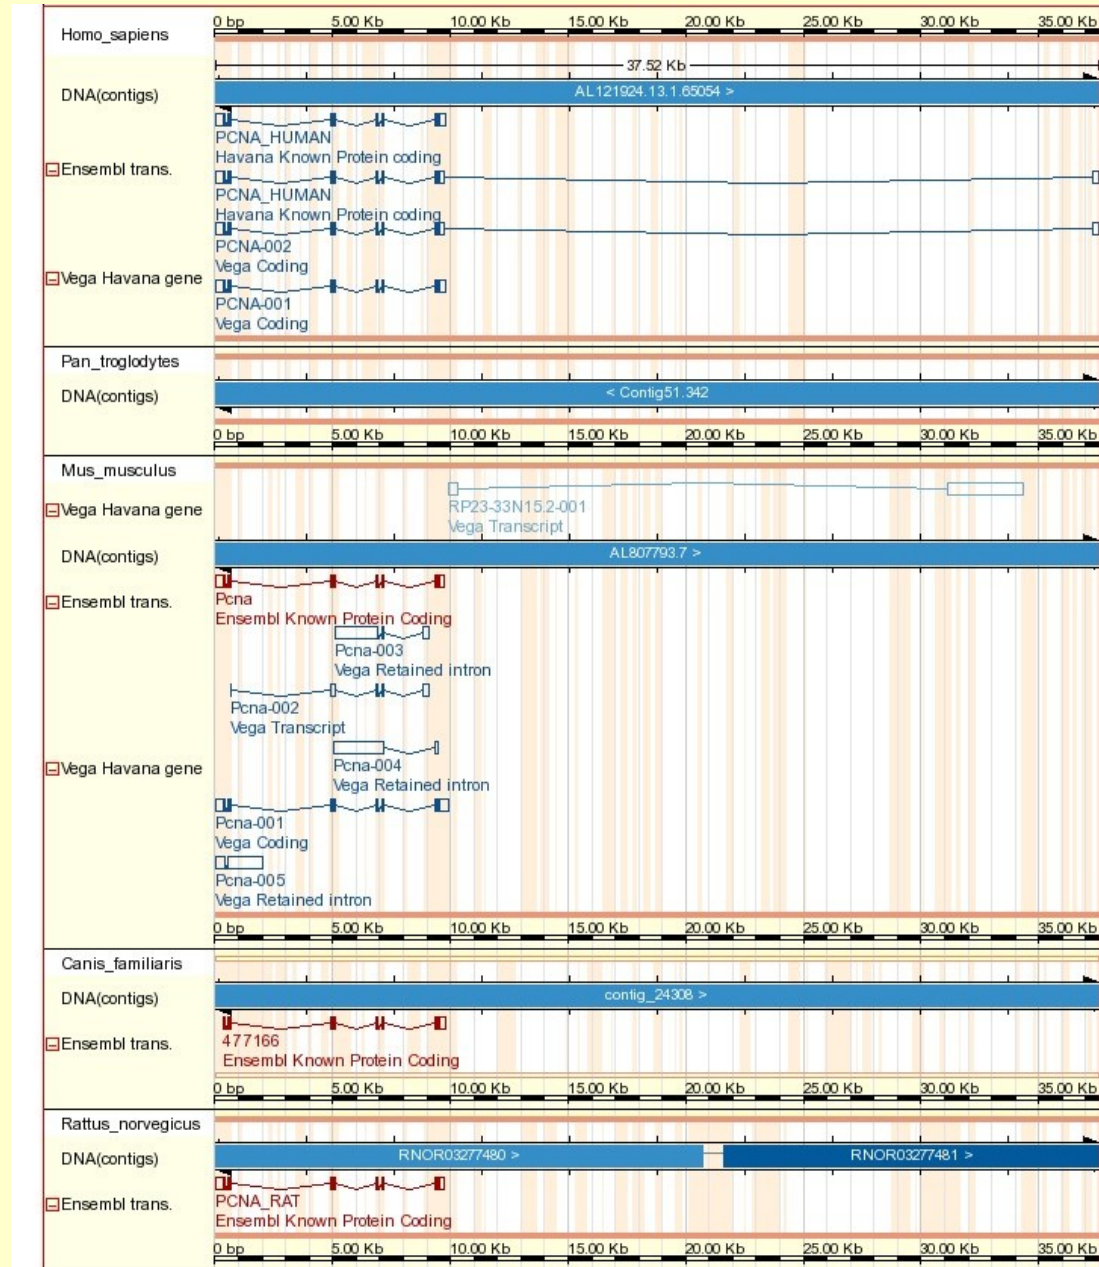 Homo_sapiens
0 bp 5.00 Kb 10.00 Kb 15.00 Kb 20.00 Kb 25.00 Kb 30.00 Kb 35.00 Kb
37.52 Kb
DNA(contigs) AL121924.13.1.65054 >
PCNA_HUMAN
Havana Known Protein coding
Ensembl trans.
PCNA_HUMAN
Havana Known Protein coding
PCNA-002
Vega Coding
Vega Havana gene
PCNA-001
Vega Coding
Pan_troglodytes
DNA(contigs) < Contig51.342
0 bp 5.00 Kb 10.00 Kb 15.00 Kb 20.00 Kb 25.00 Kb 30.00 Kb 35.00 Kb
Mus_musculus
Vega Havana gene
RP23-33N15.2-001
Vega Transcript
DNA(contigs) AL807793.7 >
Ensembl trans.
Pcna
Ensembl Known Protein Coding
Pcna-003
Vega Retained intron
Pcna-002
Vega Transcript
Pcna-004
Vega Havana gene
Vega Retained intron
Pcna-001
Vega Coding
Pcna-005
Vega Retained intron
0 bp 5.00 Kb 10.00 Kb 15.00 Kb 20.00 Kb 25.00 Kb 30.00 Kb 35.00 Kb
Canis_familiaris
DNA(contigs) contig_24308 >
Ensembl trans.
477166
Ensembl Known Protein Coding
0 bp 5.00 Kb 10.00 Kb 15.00 Kb 20.00 Kb 25.00 Kb 30.00 Kb 35.00 Kb
Rattus_norvegicus
DNA(contigs) RNOR03277480 > RNOR03277481 >
Ensembl trans.
PCNA_RAT
Ensembl Known Protein Coding
0 bp 5.00 Kb 10.00 Kb 15.00 Kb 20.00 Kb 25.00 Kb 30.00 Kb 35.00 Kb